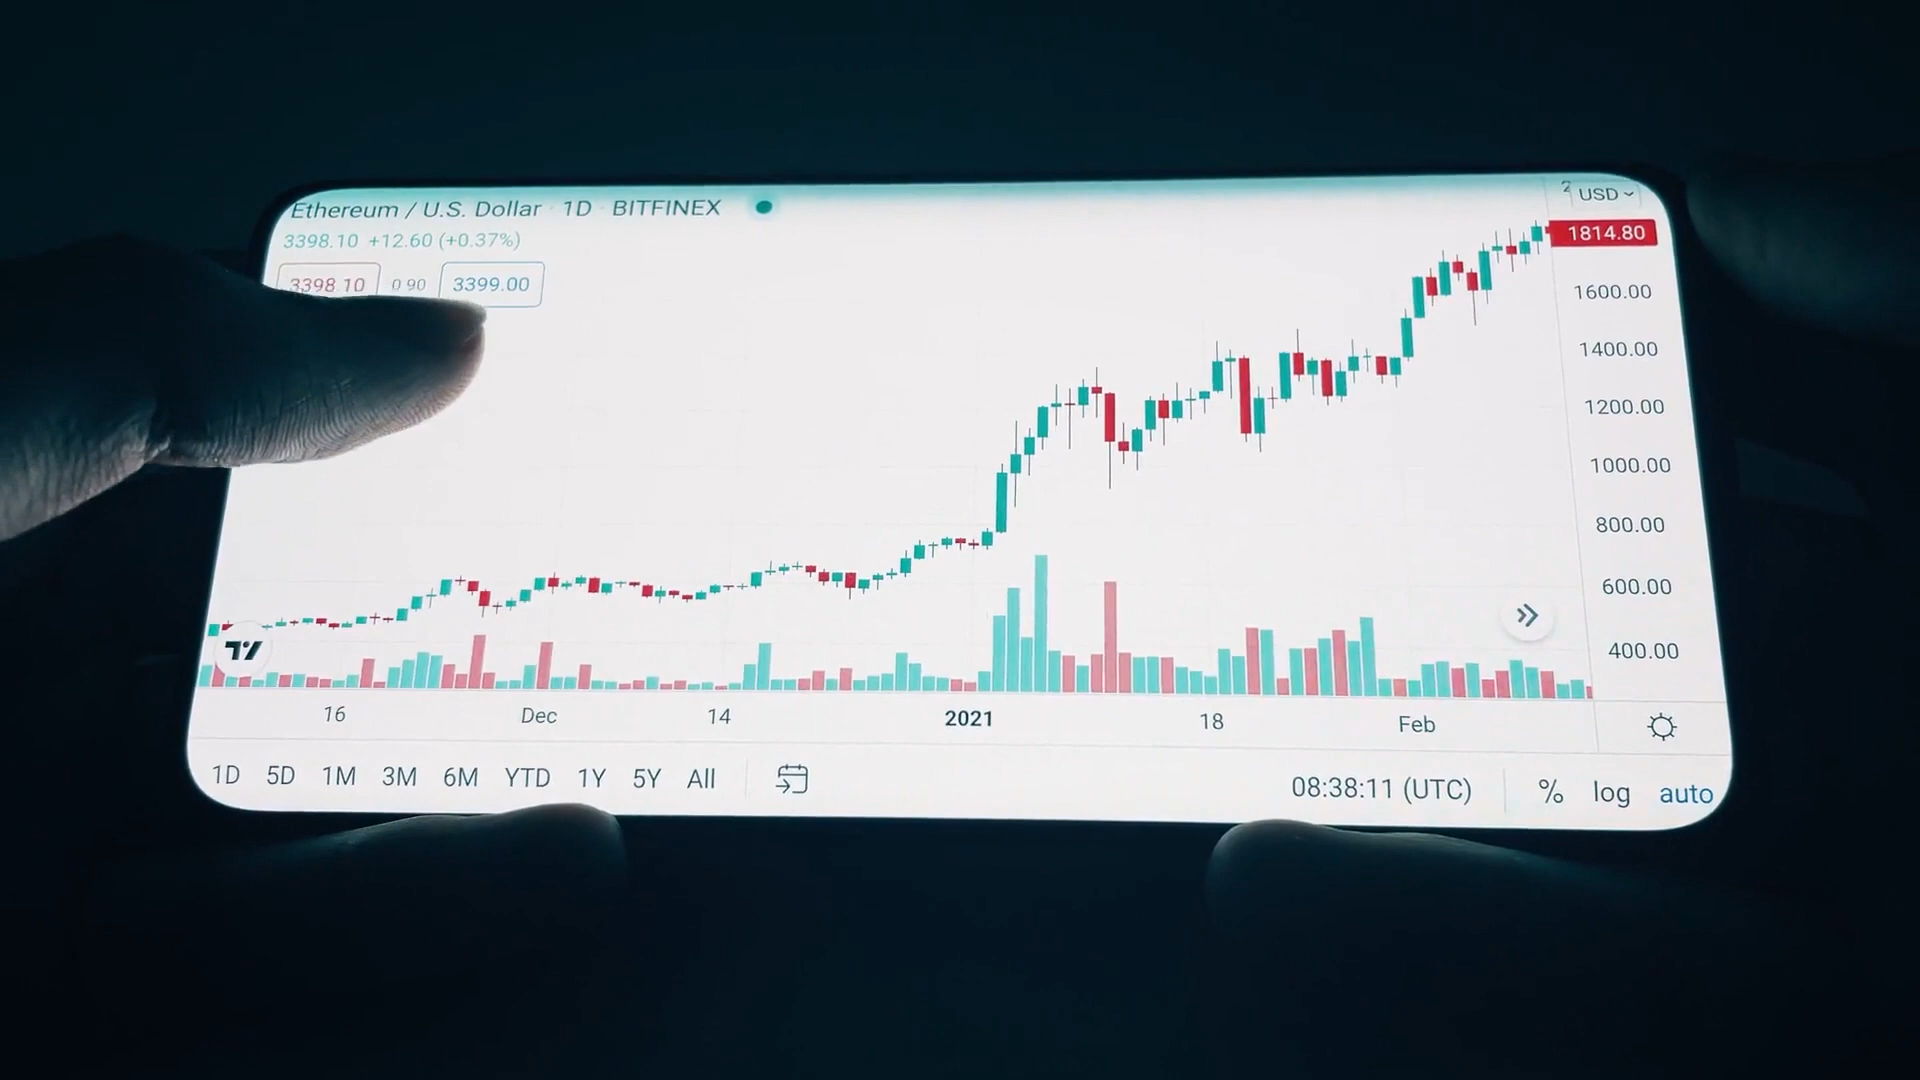 Ethereum / U.S. Dollar · 1D · BITFINEX
USD
3398.10 +12.60 (+0.37%)
1814.80
3398.10 0.90 3399.00
1600.00
1400.00
1200.00
1000.00
800.00
600.00
400.00
16 Dec 14 2021 18 Feb
1D 5D 1M 3M 6M YTD 1Y 5Y All 08:38:11 (UTC) % log auto